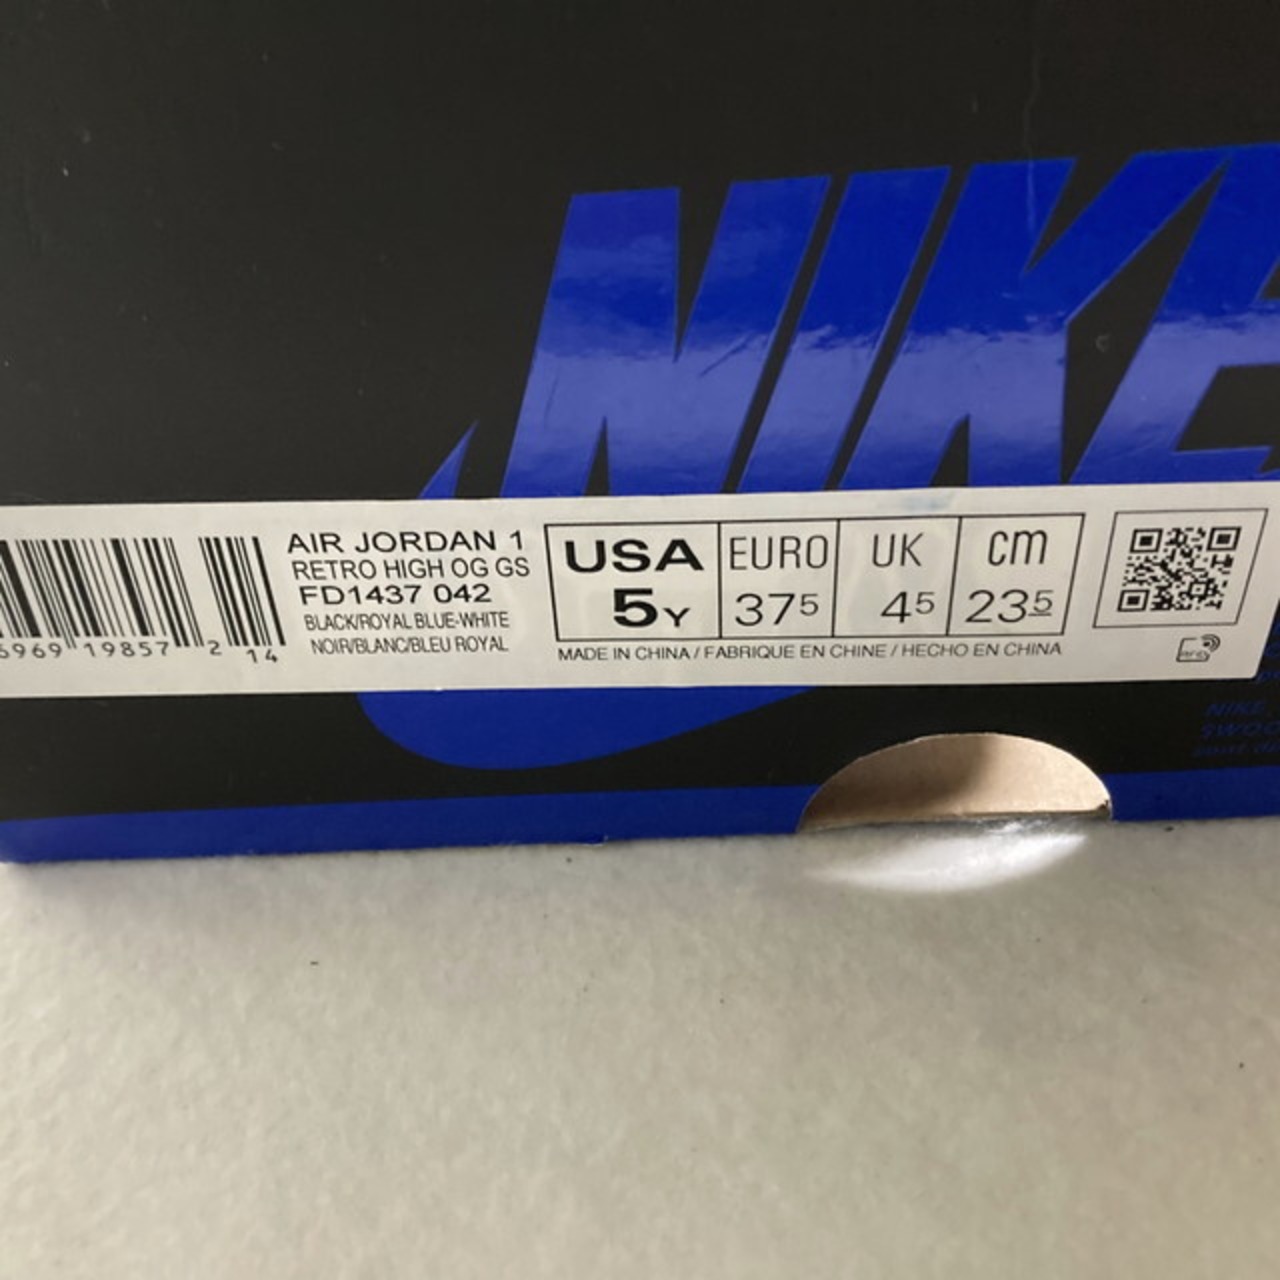 NIKE
AIR JORDAN 1
RETRO HIGH OG GS
FD1437 042
BLACK/ROYAL BLUE-WHITE
NOIR/BLANC/BLEU ROYAL
6969 19857 2 14
USA EURO UK cm
5Y 37 5 4 5 23 5
MADE IN CHINA / FABRIQUE EN CHINE / HECHO EN CHINA
NIKE